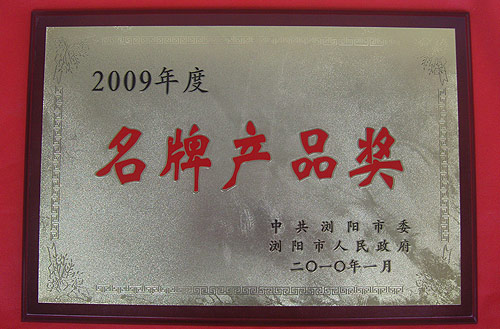 2009年度
名牌产品奖
中共浏阳市委
浏阳市人民政府
二〇一〇年一月